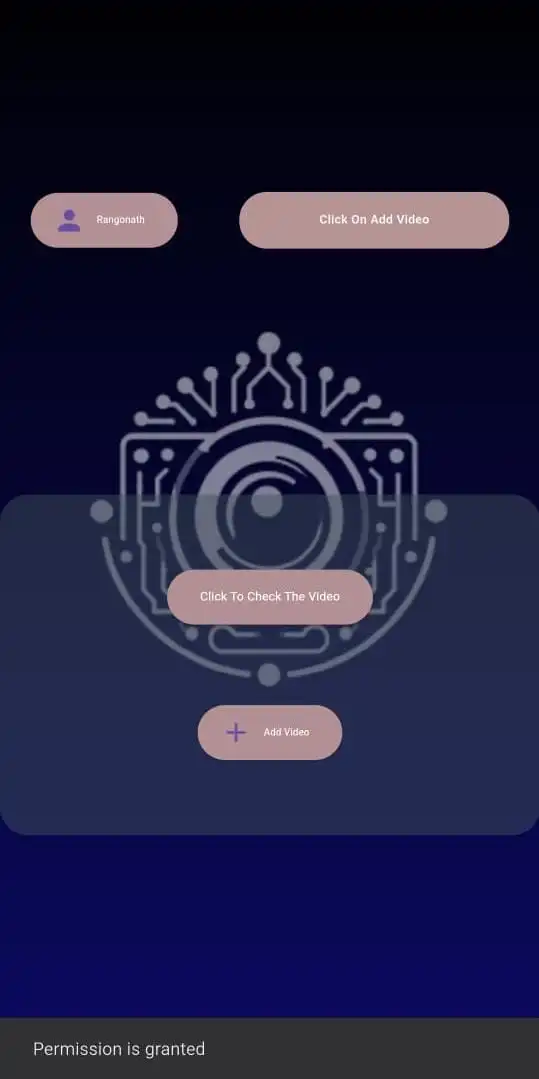 Rangonath
Click On Add Video
Click To Check The Video
Add Video
Permission is granted